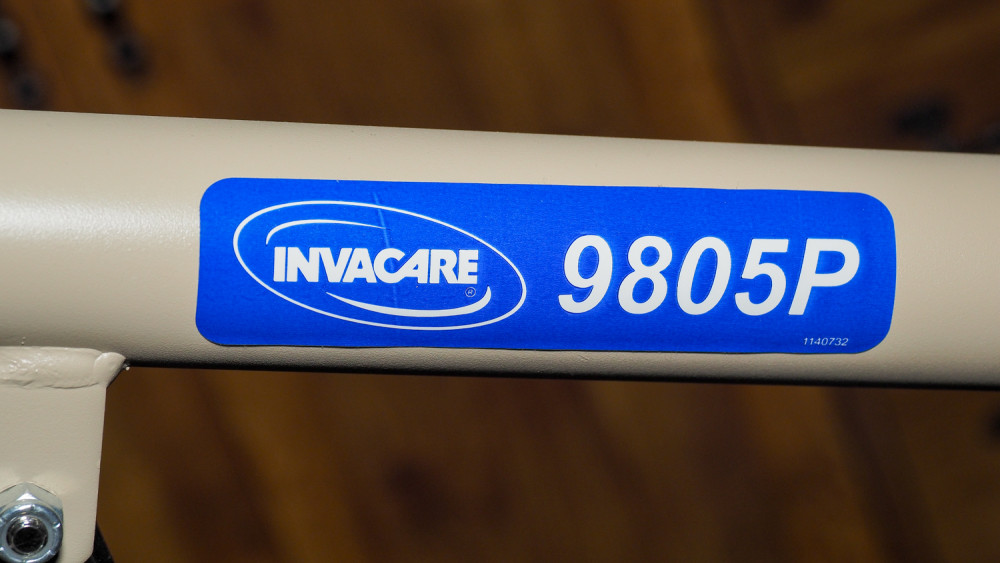 INVACARE
®
9805P
1140732